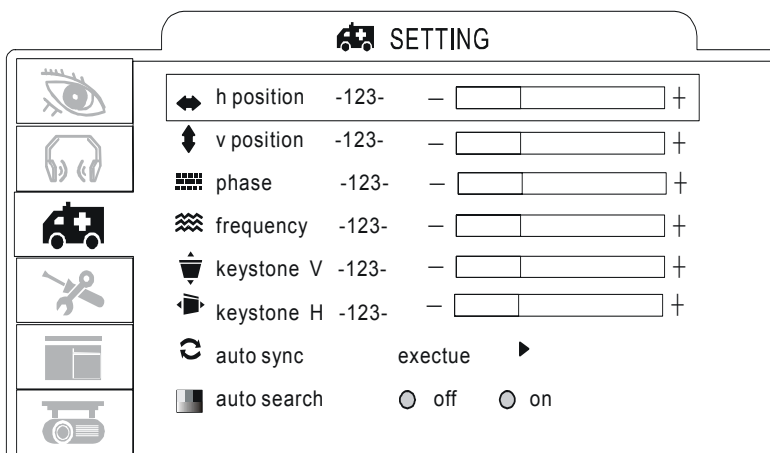 SETTING
h position -123- — +
v position -123- — +
phase -123- — +
frequency -123- — +
keystone V -123- — +
keystone H -123- — +
auto sync exectue
auto search off on